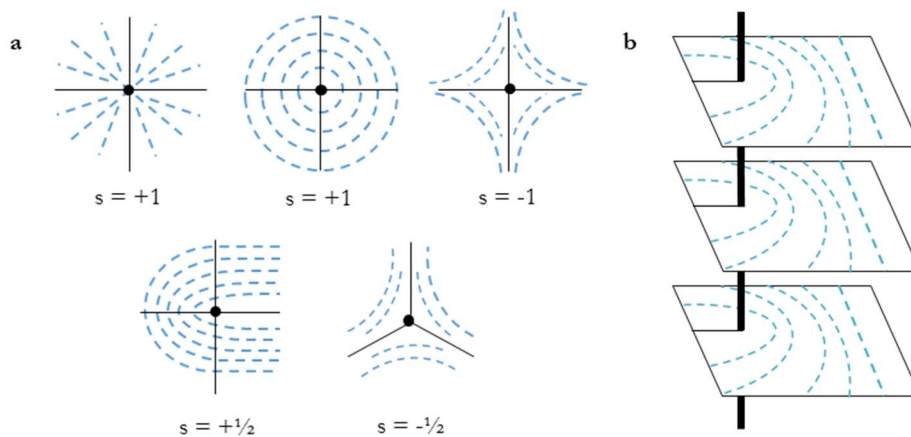 a
b
s = +1
s = +1
s = -1
s = +½
s = -½